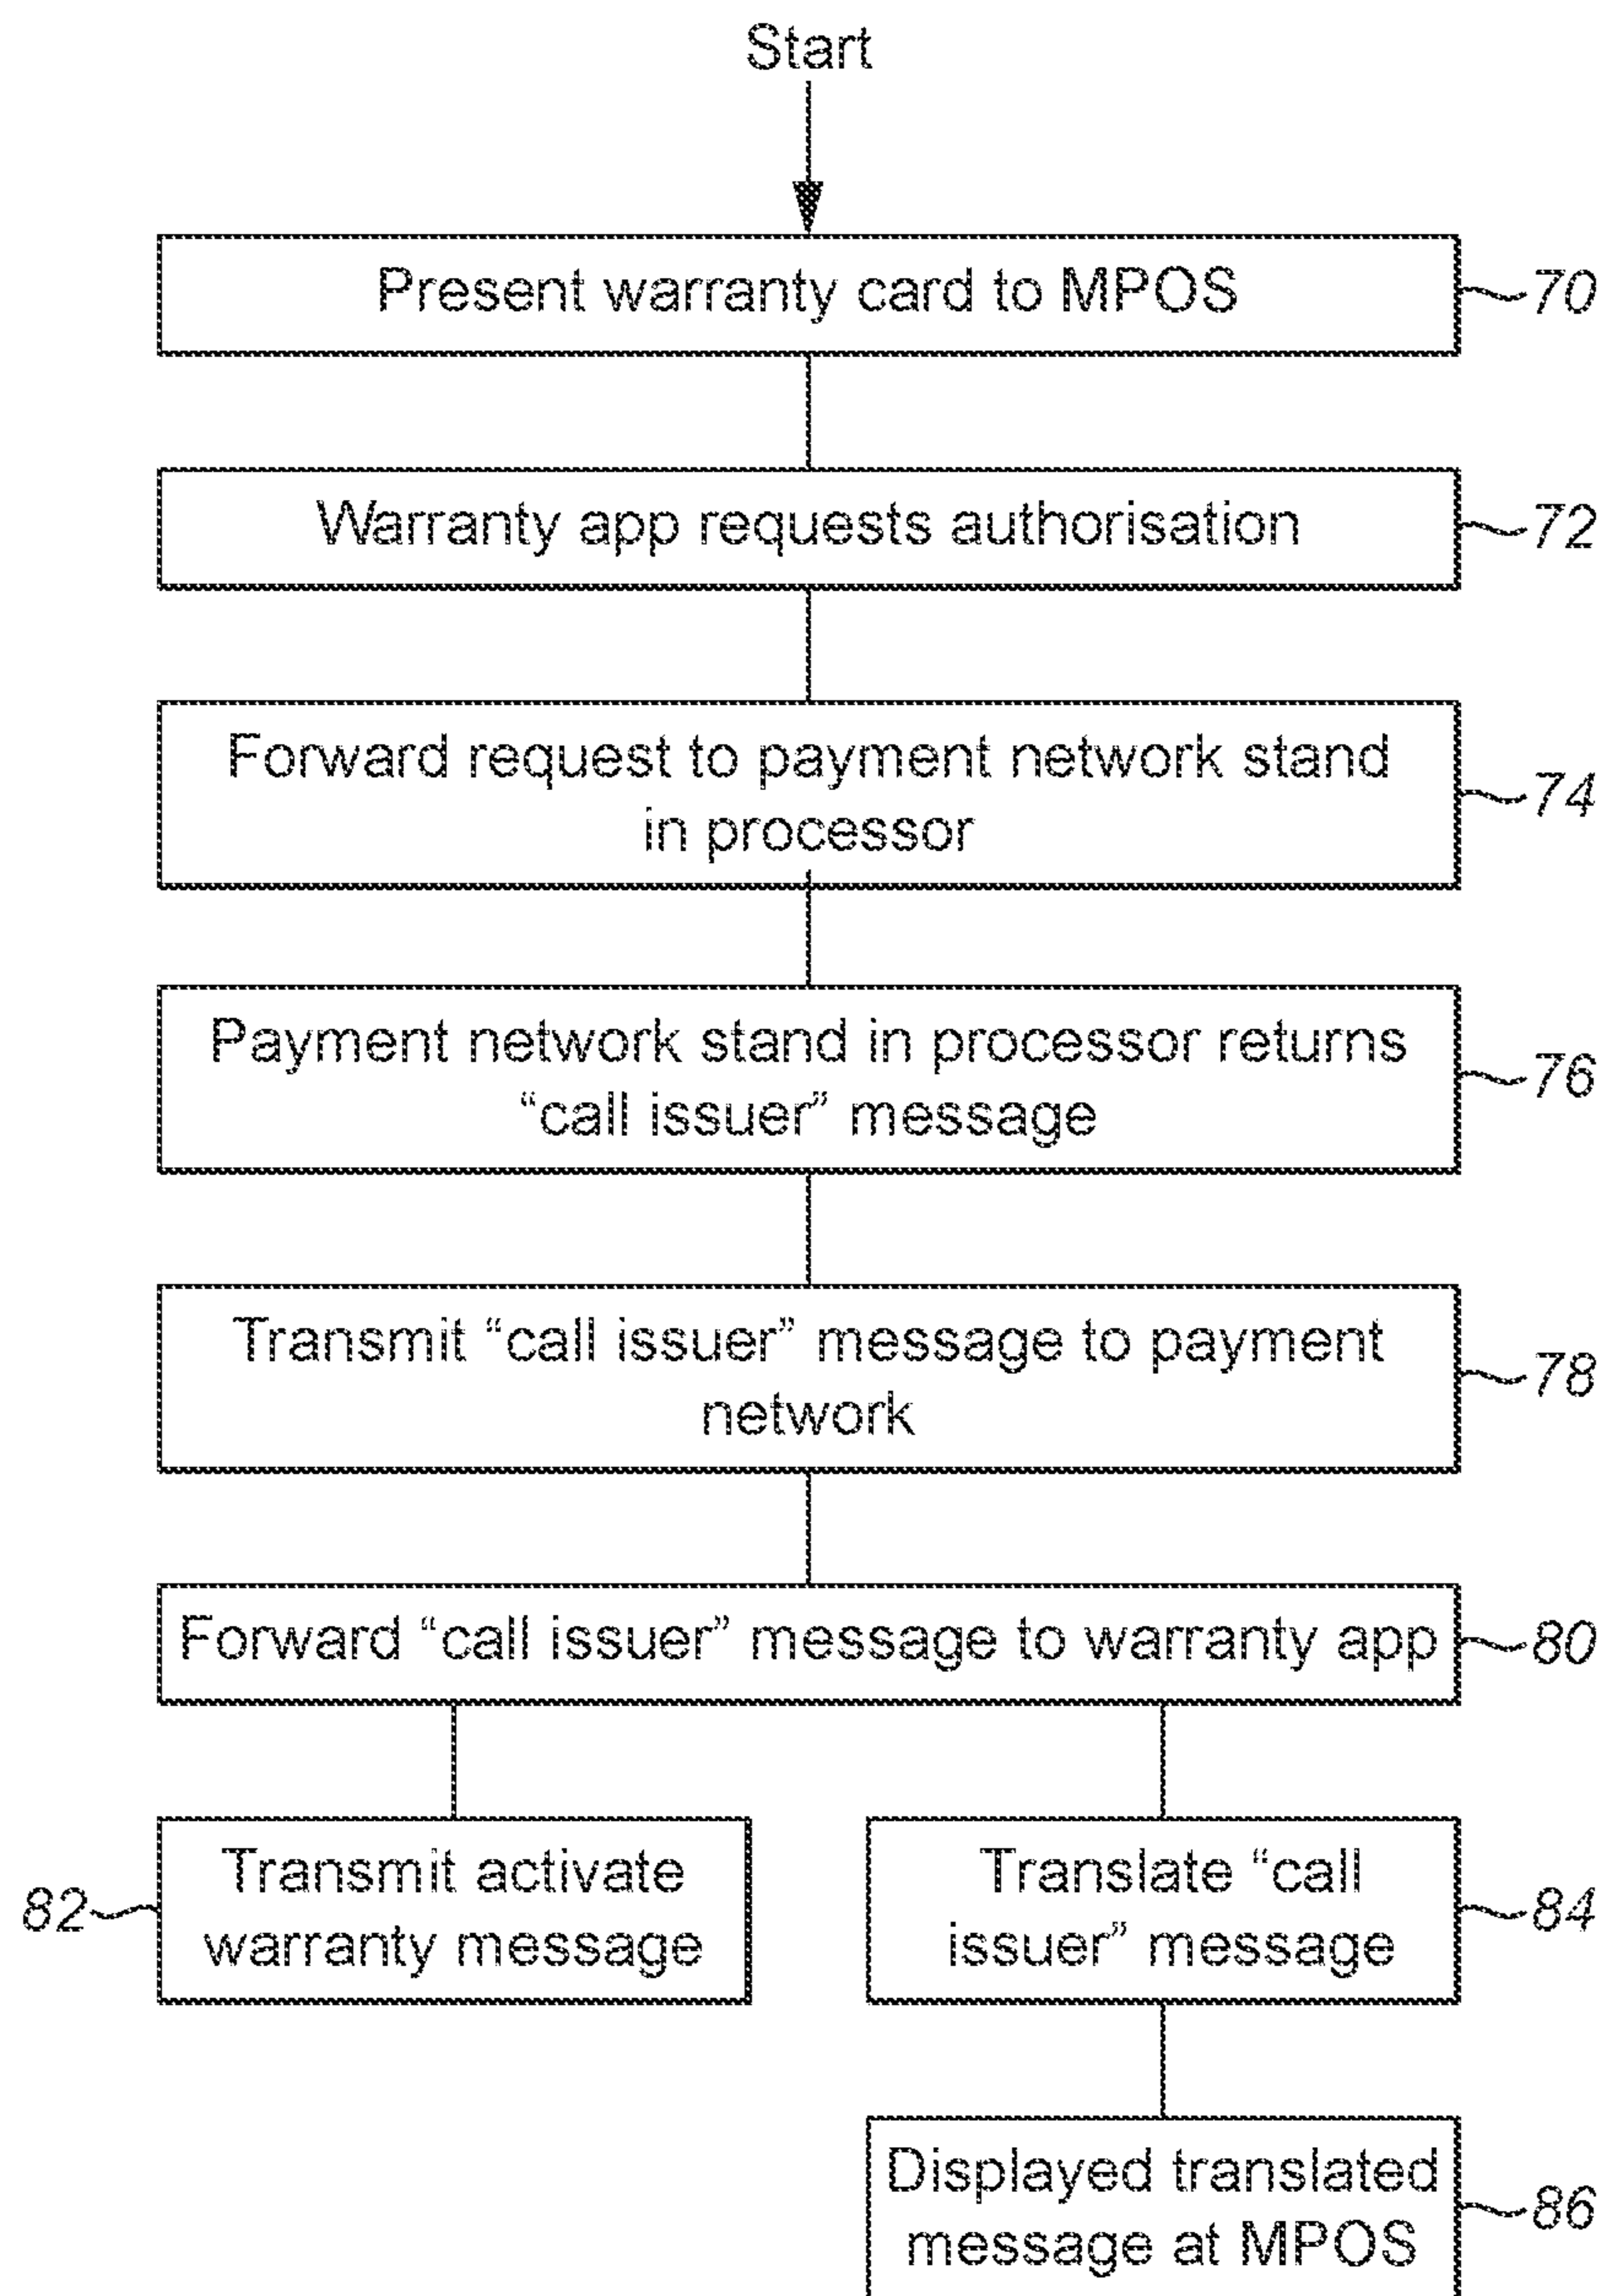 Start
Present warranty card to MPOS
70
Warranty app requests authorisation
72
Forward request to payment network stand
in processor
74
Payment network stand in processor returns
“call issuer” message
76
Transmit “call issuer” message to payment
network
78
Forward “call issuer” message to warranty app
80
Transmit activate
warranty message
82
Translate “call
issuer” message
84
Displayed translated
message at MPOS
86